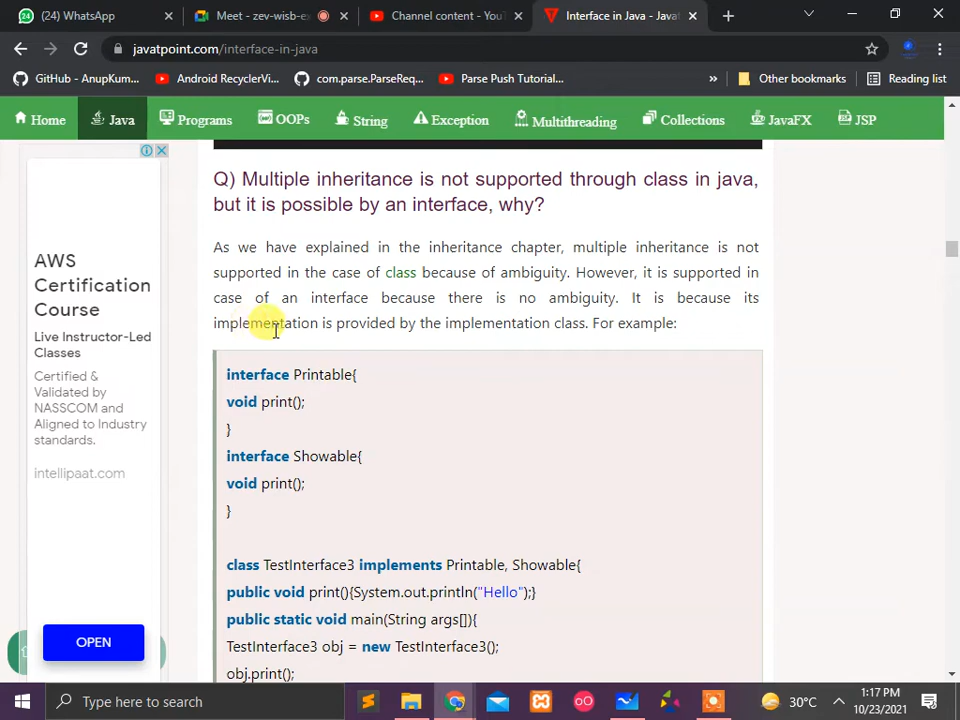 (24) WhatsApp
Meet - zev-wisb-e
Channel content - You
Interface in Java - Javat
javatpoint.com/interface-in-java
GitHub - AnupKum...
Android RecyclerVi...
com.parse.ParseReq...
Parse Push Tutorial...
»
Other bookmarks
Reading list
Home
Java
Programs
OOPs
String
Exception
Multithreading
Collections
JavaFX
JSP
AWS
Certification
Course
Live Instructor-Led
Classes
Certified &
Validated by
NASSCOM and
Aligned to Industry
standards.
intellipaat.com
OPEN
Q) Multiple inheritance is not supported through class in java,
but it is possible by an interface, why?
As we have explained in the inheritance chapter, multiple inheritance is not
supported in the case of class because of ambiguity. However, it is supported in
case of an interface because there is no ambiguity. It is because its
implementation is provided by the implementation class. For example:
interface Printable{
void print();
}
interface Showable{
void print();
}
class TestInterface3 implements Printable, Showable{
public void print(){System.out.println("Hello");}
public static void main(String args[]){
TestInterface3 obj = new TestInterface3();
obj.print();
Type here to search
30°C
1:17 PM
10/23/2021